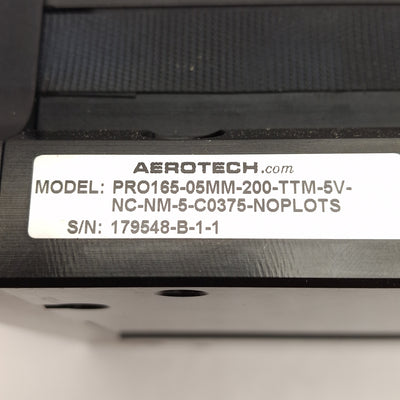 AEROTECH.com
MODEL: PRO165-05MM-200-TTM-5V-
NC-NM-5-C0375-NOPLOTS
S/N: 179548-B-1-1